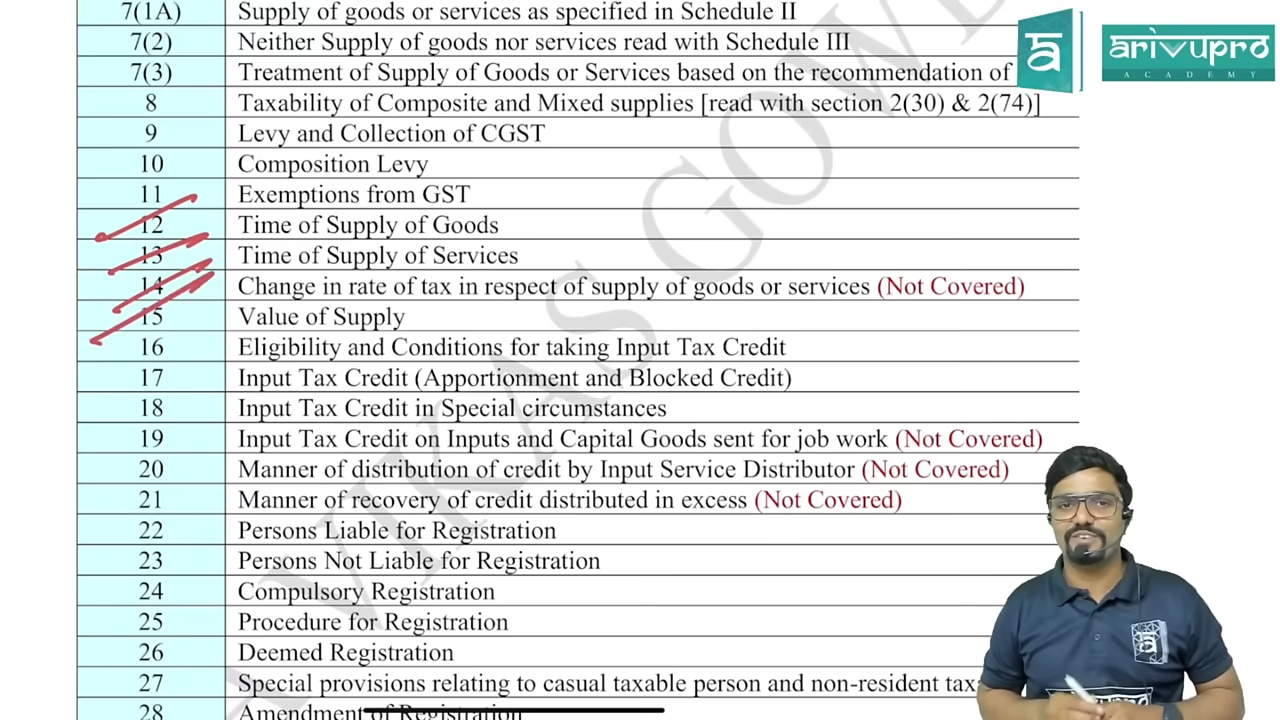 7(1A) Supply of goods or services as specified in Schedule II
7(2) Neither Supply of goods nor services read with Schedule III
7(3) Treatment of Supply of Goods or Services based on the recommendation of
8 Taxability of Composite and Mixed supplies [read with section 2(30) & 2(74)]
9 Levy and Collection of CGST
10 Composition Levy
11 Exemptions from GST
12 Time of Supply of Goods
13 Time of Supply of Services
14 Change in rate of tax in respect of supply of goods or services (Not Covered)
15 Value of Supply
16 Eligibility and Conditions for taking Input Tax Credit
17 Input Tax Credit (Apportionment and Blocked Credit)
18 Input Tax Credit in Special circumstances
19 Input Tax Credit on Inputs and Capital Goods sent for job work (Not Covered)
20 Manner of distribution of credit by Input Service Distributor (Not Covered)
21 Manner of recovery of credit distributed in excess (Not Covered)
22 Persons Liable for Registration
23 Persons Not Liable for Registration
24 Compulsory Registration
25 Procedure for Registration
26 Deemed Registration
27 Special provisions relating to casual taxable person and non-resident
28 Amendment of Registration
arivupro
ACADEMY
VIKAS GOWD